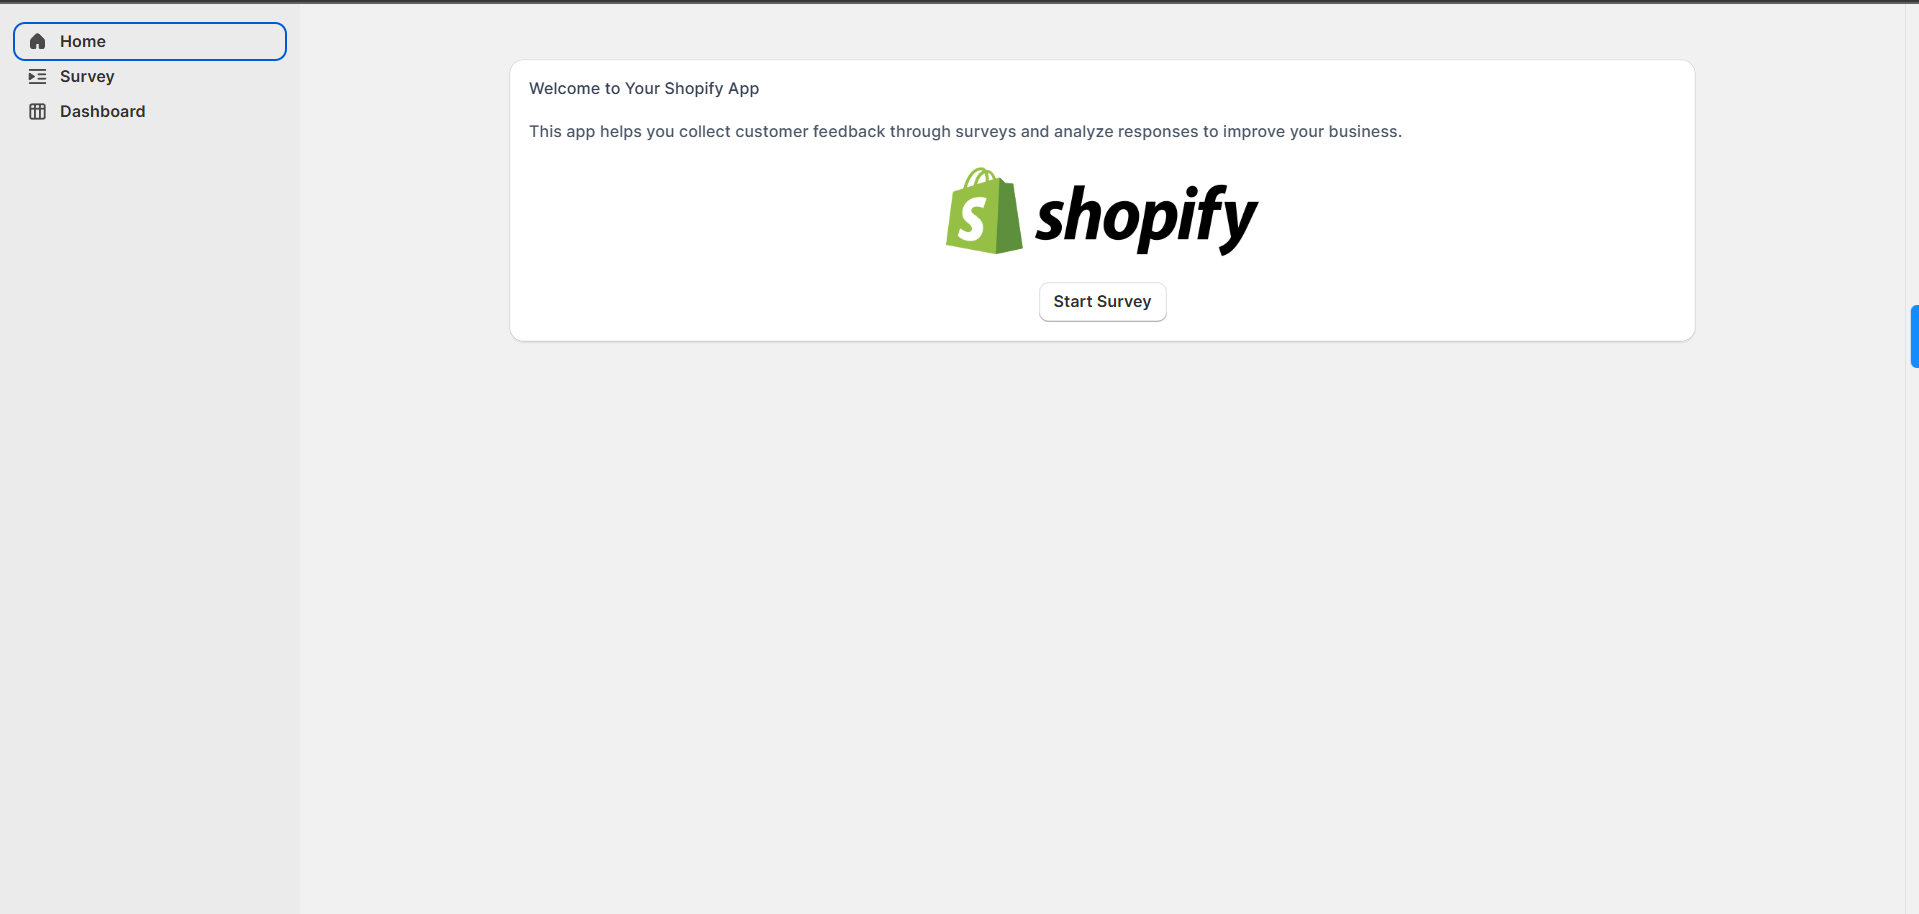 Home
Survey
Dashboard
Welcome to Your Shopify App
This app helps you collect customer feedback through surveys and analyze responses to improve your business.
S shopify
Start Survey